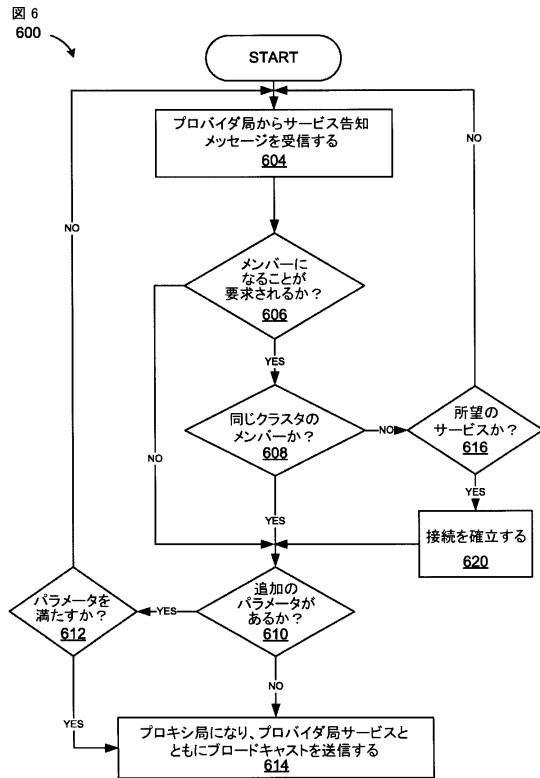 図 6
600
START
プロバイダ局からサービス告知
メッセージを受信する
604
NO
NO
メンバーに
なることが
要求されるか?
606
YES
同じクラスタの
メンバーか?
608
NO
所望の
サービスか?
616
NO
YES
YES
接続を確立する
620
追加の
パラメータが
あるか?
610
YES
パラメータを
満たすか?
612
NO
YES
プロキシ局になり、プロバイダ局サービスと
ともにブロードキャストを送信する
614